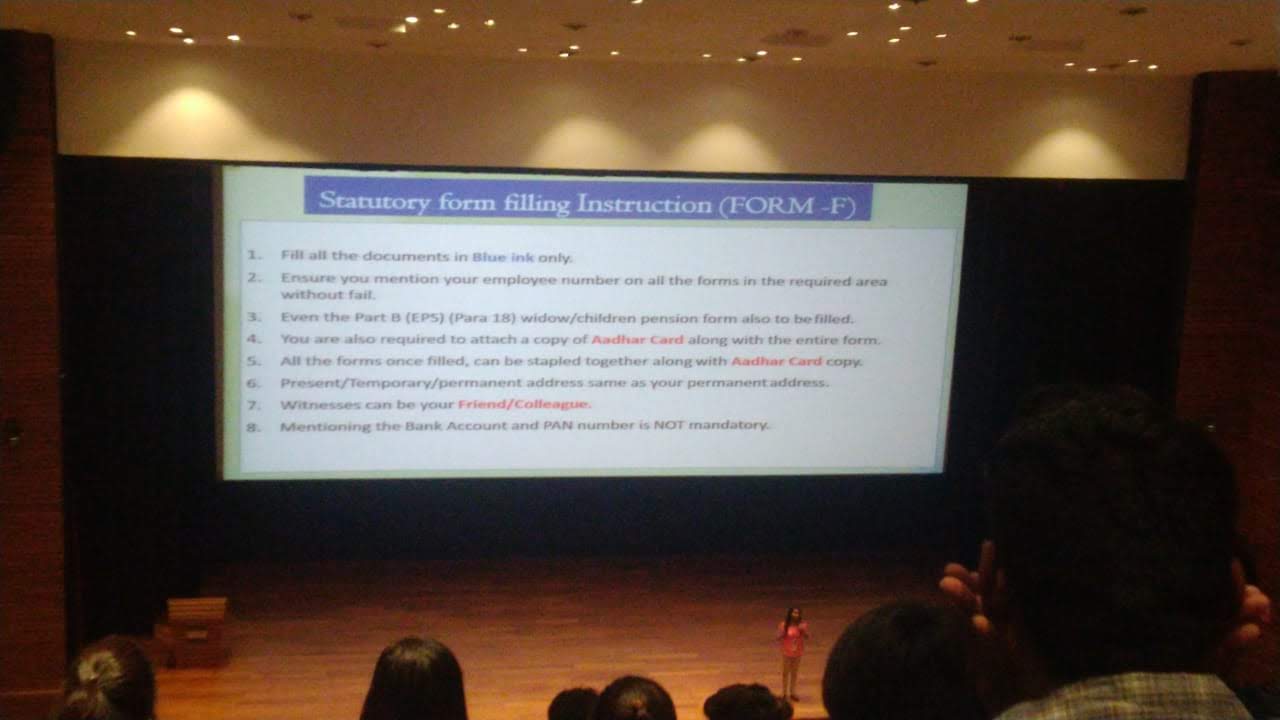 Statutory form filling Instruction (FORM -F)
1. Fill all the documents in Blue ink only.
2. Ensure you mention your employee number on all the forms in the required area
without fail.
3. Even the Part B (EPS) (Para 18) widow/children pension form also to be filled.
4. You are also required to attach a copy of Aadhar Card along with the entire form.
5. All the forms once filled, can be stapled together along with Aadhar Card copy.
6. Present/Temporary/permanent address same as your permanent address.
7. Witnesses can be your Friend/Colleague.
8. Mentioning the Bank Account and PAN number is NOT mandatory.